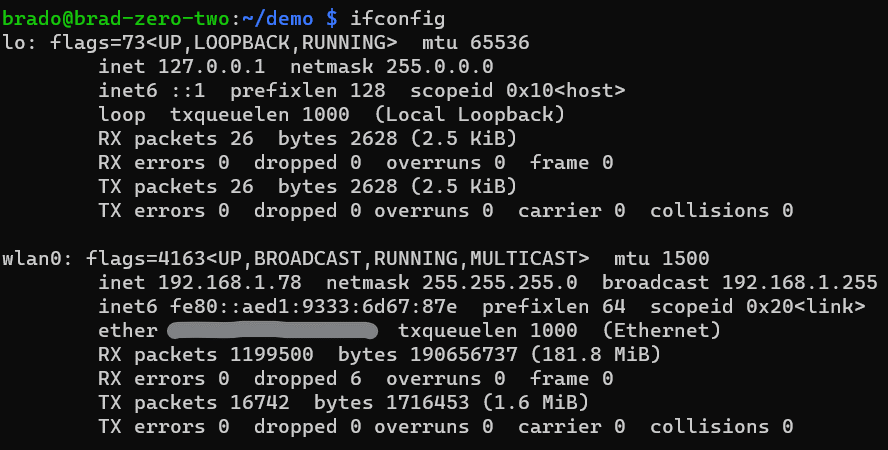 brado@brad-zero-two:~/demo $ ifconfig
lo: flags=73<UP,LOOPBACK,RUNNING>  mtu 65536
        inet 127.0.0.1  netmask 255.0.0.0
        inet6 ::1  prefixlen 128  scopeid 0x10<host>
        loop  txqueuelen 1000  (Local Loopback)
        RX packets 26  bytes 2628 (2.5 KiB)
        RX errors 0  dropped 0  overruns 0  frame 0
        TX packets 26  bytes 2628 (2.5 KiB)
        TX errors 0  dropped 0 overruns 0  carrier 0  collisions 0

wlan0: flags=4163<UP,BROADCAST,RUNNING,MULTICAST>  mtu 1500
        inet 192.168.1.78  netmask 255.255.255.0  broadcast 192.168.1.255
        inet6 fe80::aed1:9333:6d67:87e  prefixlen 64  scopeid 0x20<link>
        ether  txqueuelen 1000  (Ethernet)
        RX packets 1199500  bytes 190656737 (181.8 MiB)
        RX errors 0  dropped 6  overruns 0  frame 0
        TX packets 16742  bytes 1716453 (1.6 MiB)
        TX errors 0  dropped 0 overruns 0  carrier 0  collisions 0